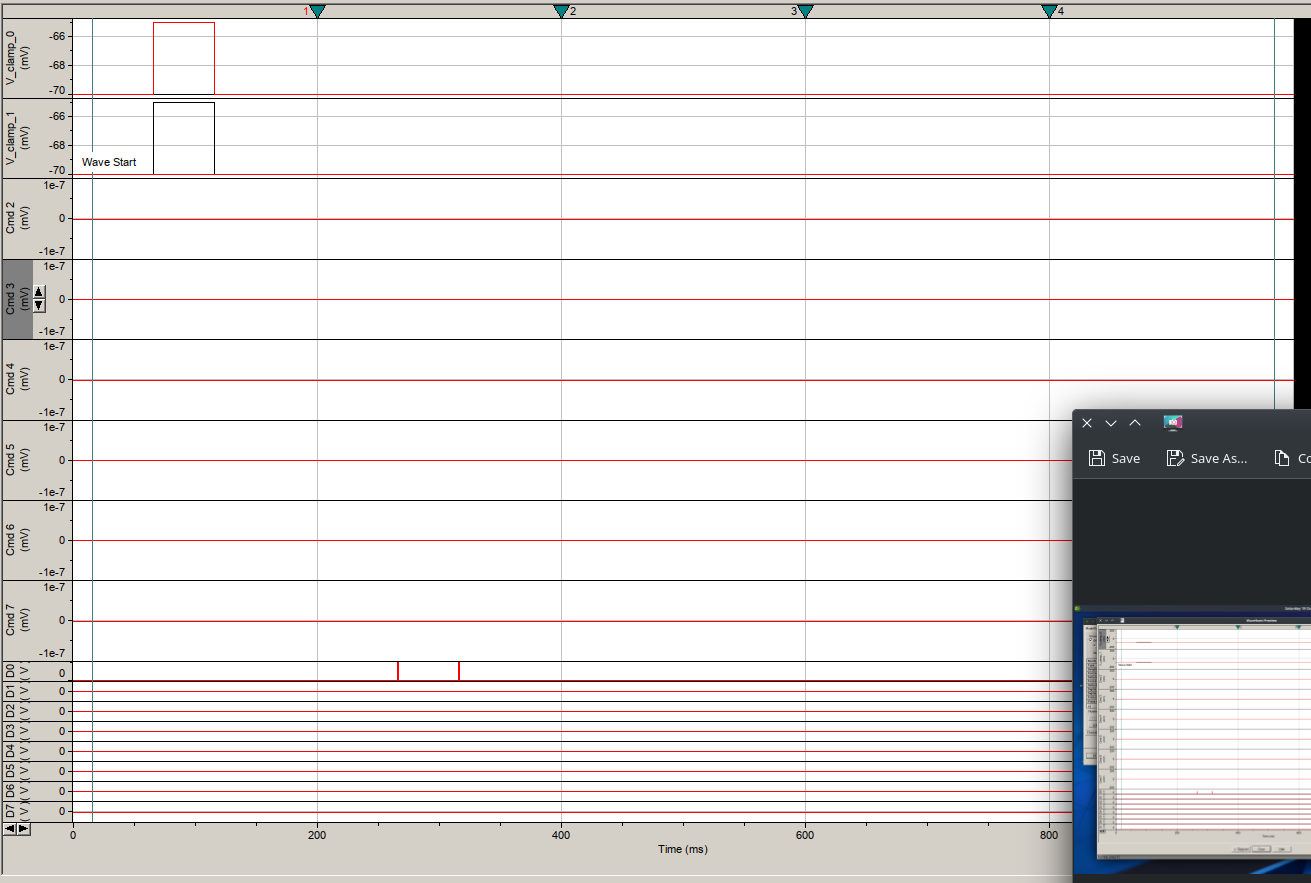 1 2 3 4
V_clamp_0
(mV)
-66
-68
-70
V_clamp_1
(mV)
-66
-68
-70
Wave Start
Cmd 2
(mV)
1e-7
0
-1e-7
Cmd 3
(mV)
1e-7
0
-1e-7
Cmd 4
(mV)
1e-7
0
-1e-7
Cmd 5
(mV)
1e-7
0
-1e-7
Cmd 6
(mV)
1e-7
0
-1e-7
Cmd 7
(mV)
1e-7
0
-1e-7
D0
( V )
0
D1
( V )
0
D2
( V )
0
D3
( V )
0
D4
( V )
0
D5
( V )
0
D6
( V )
0
D7
( V )
0
0 200 400 600 800
Time (ms)
Save Save As... Co